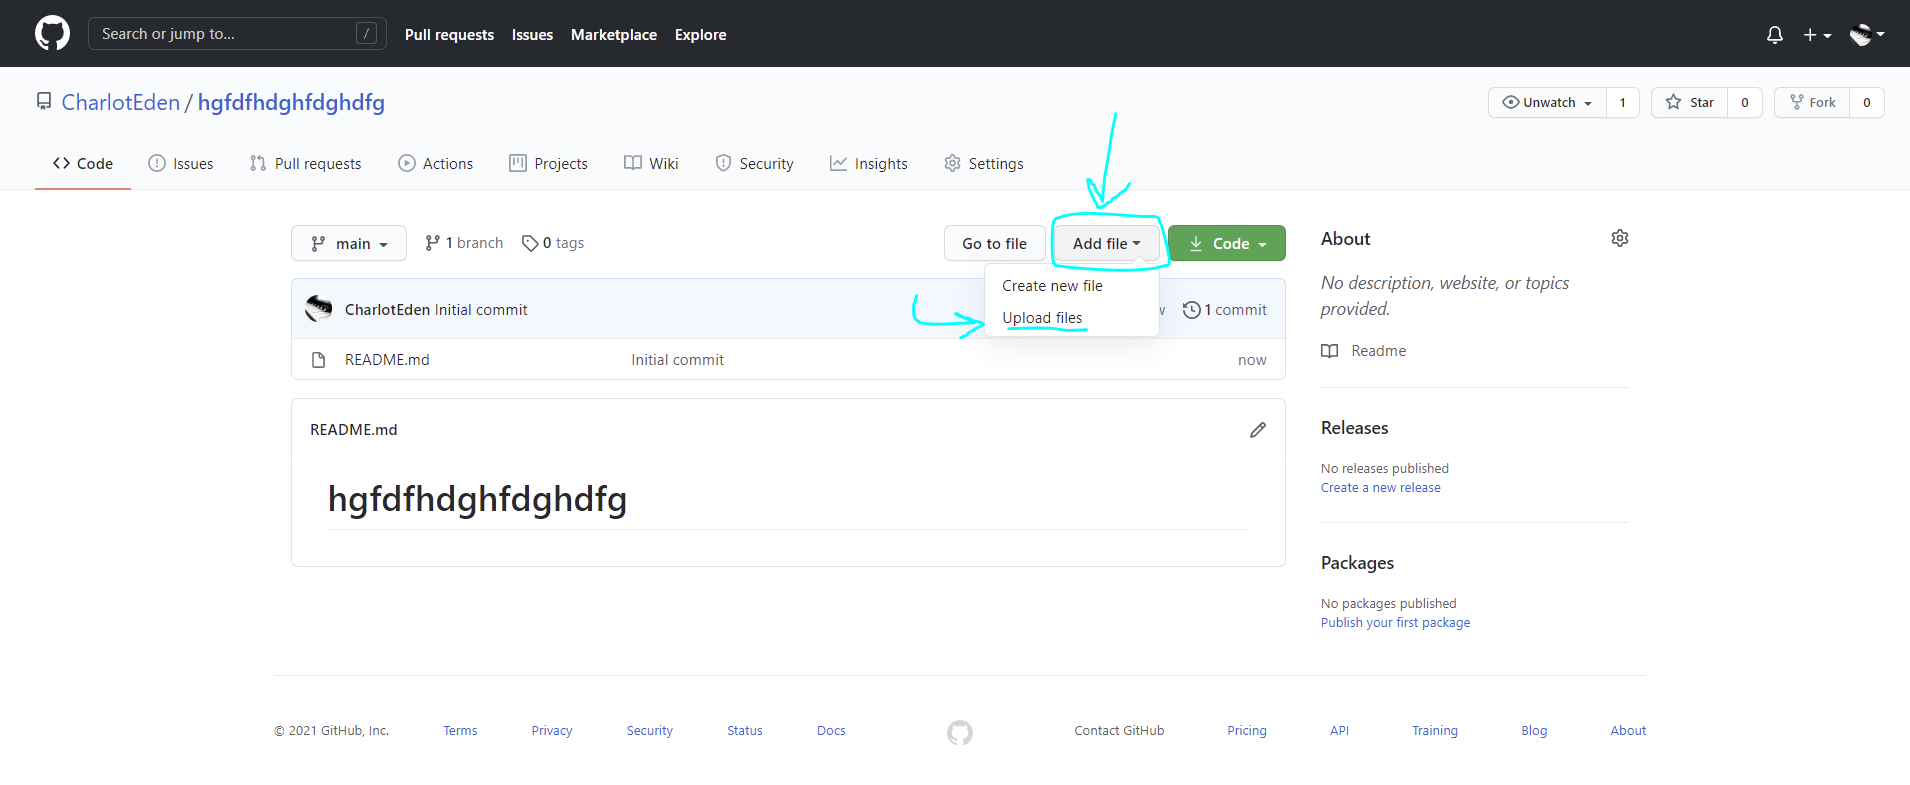 Search or jump to... / Pull requests Issues Marketplace Explore
CharlotEden / hgfdfhdghfdghdfg Unwatch 1 Star 0 Fork 0
Code Issues Pull requests Actions Projects Wiki Security Insights Settings
main 1 branch 0 tags Go to file Add file Code
Create new file
Upload files
CharlotEden Initial commit w 1 commit
README.md Initial commit now
README.md
hgfdfhdghfdghdfg
About
No description, website, or topics
provided.
Readme
Releases
No releases published
Create a new release
Packages
No packages published
Publish your first package
© 2021 GitHub, Inc. Terms Privacy Security Status Docs Contact GitHub Pricing API Training Blog About